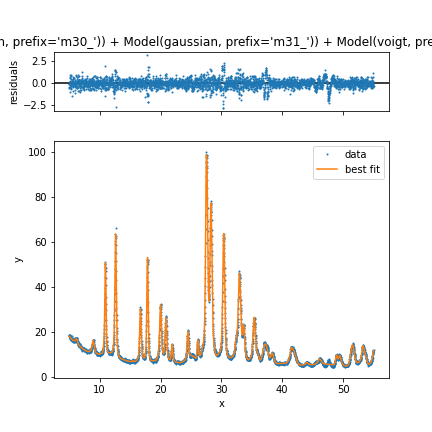 n, prefix='m30_')) + Model(gaussian, prefix='m31_')) + Model(voigt, pre
residuals
2.5
0.0
−2.5
data
best fit
y
100
80
60
40
20
0
10
20
30
40
50
x